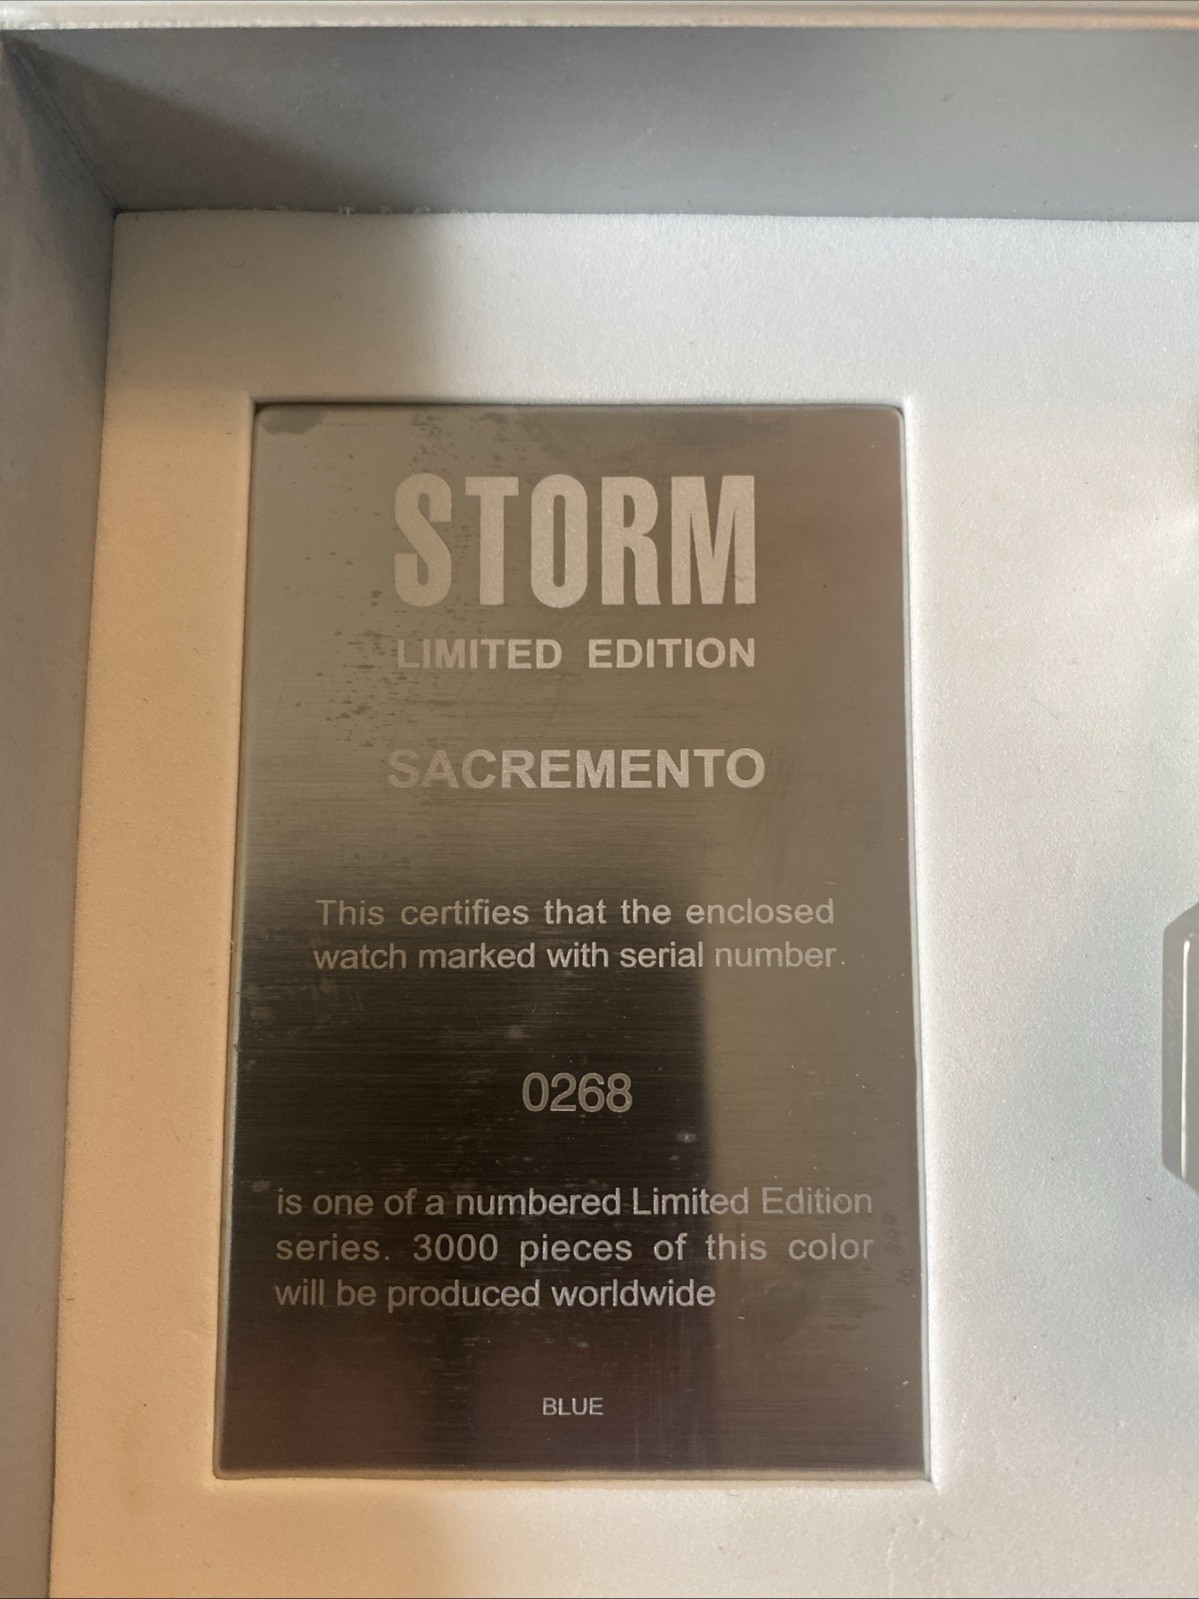 STORM
LIMITED EDITION
SACREMENTO
This certifies that the enclosed
watch marked with serial number
0268
is one of a numbered Limited Edition
series. 3000 pieces of this color
will be produced worldwide
BLUE